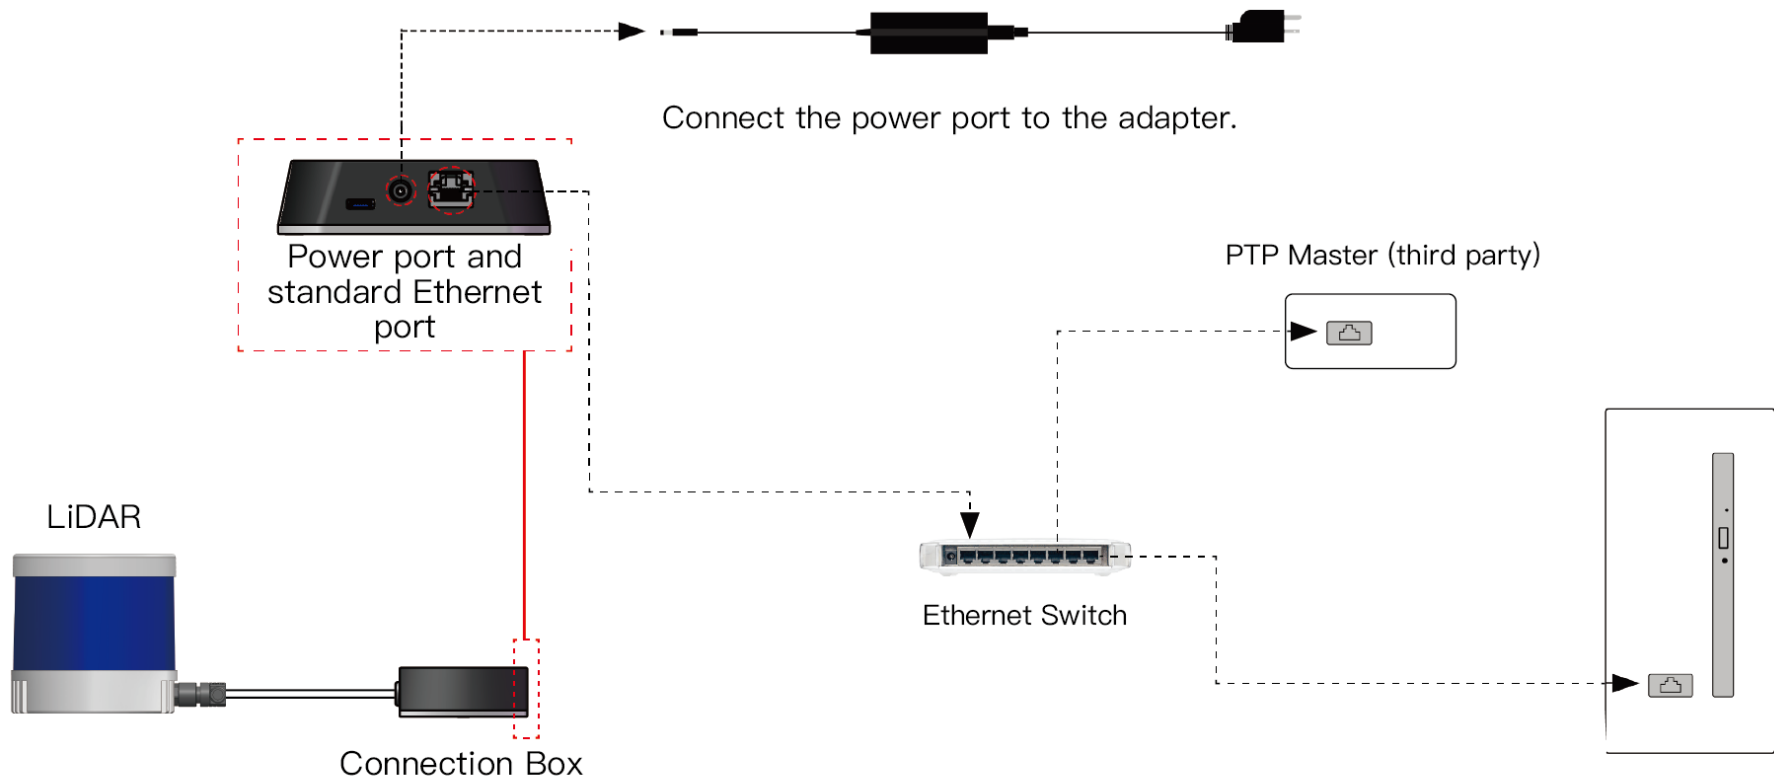 Connect the power port to the adapter.
Power port and
standard Ethernet
port
PTP Master (third party)
LiDAR
Ethernet Switch
Connection Box